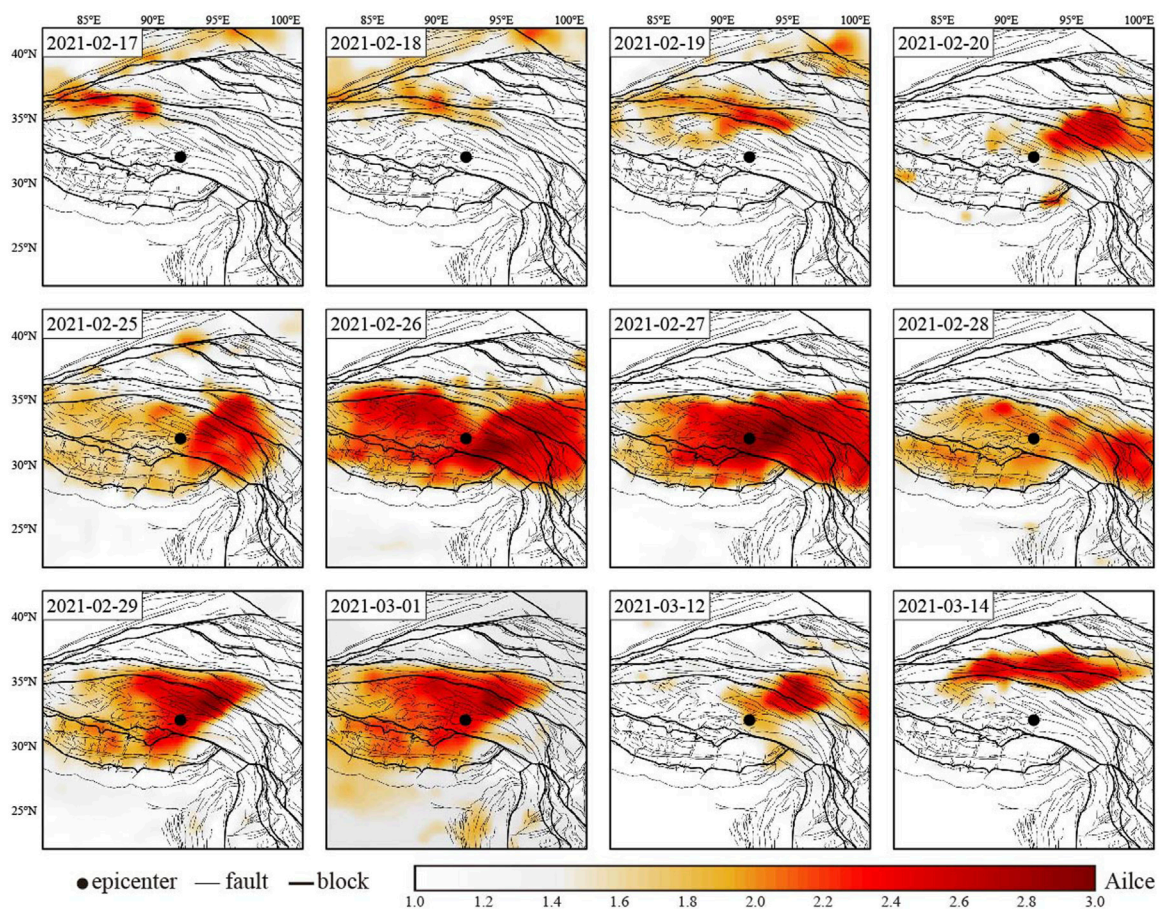 85°E 90°E 95°E 100°E 85°E 90°E 95°E 100°E 85°E 90°E 95°E 100°E 85°E 90°E 95°E 100°E
2021-02-17 2021-02-18 2021-02-19 2021-02-20
40°N
35°N
30°N
25°N
2021-02-25 2021-02-26 2021-02-27 2021-02-28
40°N
35°N
30°N
25°N
2021-02-29 2021-03-01 2021-03-12 2021-03-14
40°N
35°N
30°N
25°N
epicenter fault block Ailce
1.0 1.2 1.4 1.6 1.8 2.0 2.2 2.4 2.6 2.8 3.0